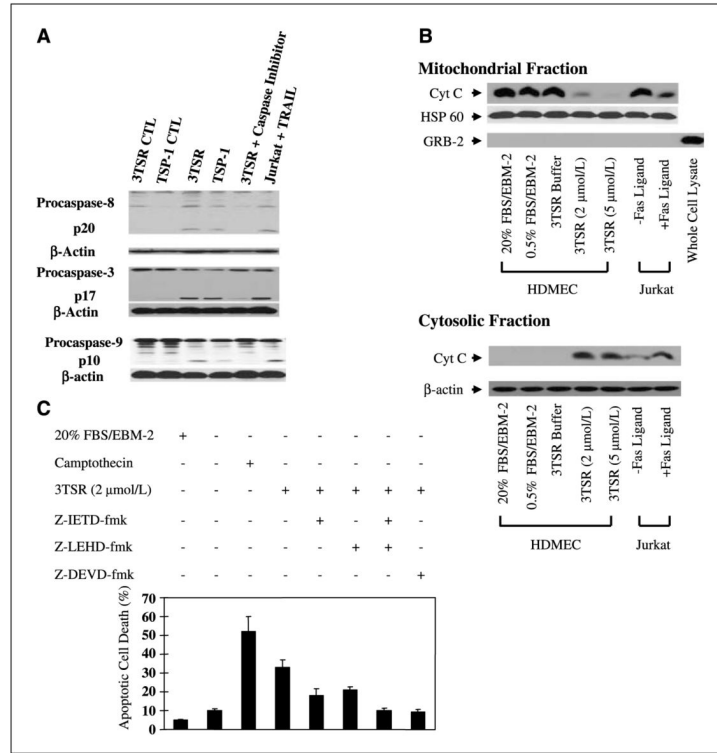 A
3TSR CTL
TSP-1 CTL
3TSR
TSP-1
3TSR + Caspase Inhibitor
Jurkat + TRAIL
Procaspase-8
p20
β-Actin
Procaspase-3
p17
β-Actin
Procaspase-9
p10
β-actin
B
Mitochondrial Fraction
Cyt C
HSP 60
GRB-2
20% FBS/EBM-2
0.5% FBS/EBM-2
3TSR Buffer
3TSR (2 µmol/L)
3TSR (5 µmol/L)
-Fas Ligand
+Fas Ligand
Whole Cell Lysate
HDMEC
Jurkat
Cytosolic Fraction
Cyt C
β-actin
20% FBS/EBM-2
0.5% FBS/EBM-2
3TSR Buffer
3TSR (2 µmol/L)
3TSR (5 µmol/L)
-Fas Ligand
+Fas Ligand
HDMEC
Jurkat
C
20% FBS/EBM-2 + - - - - - - -
Camptothecin - - + - - - - -
3TSR (2 µmol/L) - - - + + + + +
Z-IETD-fmk - - - - + - + -
Z-LEHD-fmk - - - - - + + -
Z-DEVD-fmk - - - - - - - +
Apoptotic Cell Death (%)
70
60
50
40
30
20
10
0